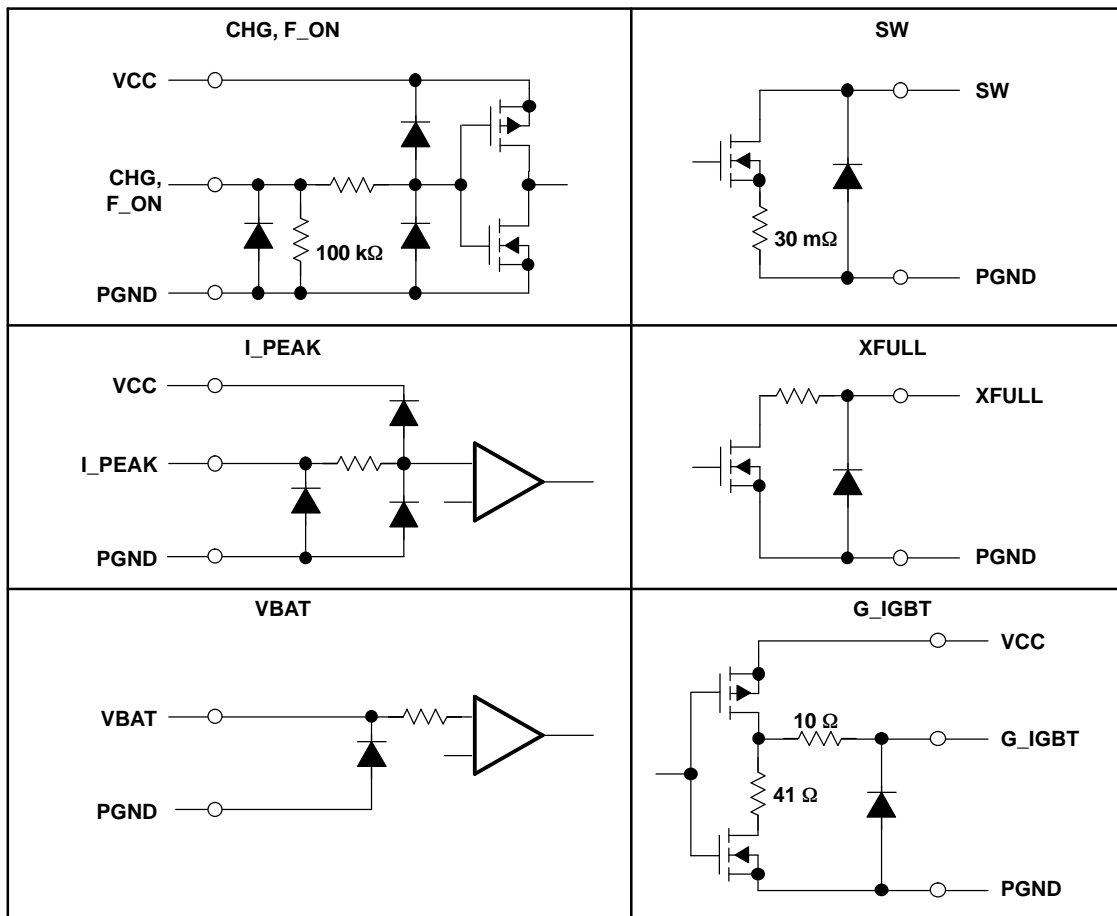 CHG, F_ON
VCC
CHG,
F_ON
100 kΩ
PGND
SW
SW
30 mΩ
PGND
I_PEAK
VCC
I_PEAK
PGND
XFULL
XFULL
PGND
VBAT
VBAT
PGND
G_IGBT
VCC
10 Ω
G_IGBT
41 Ω
PGND